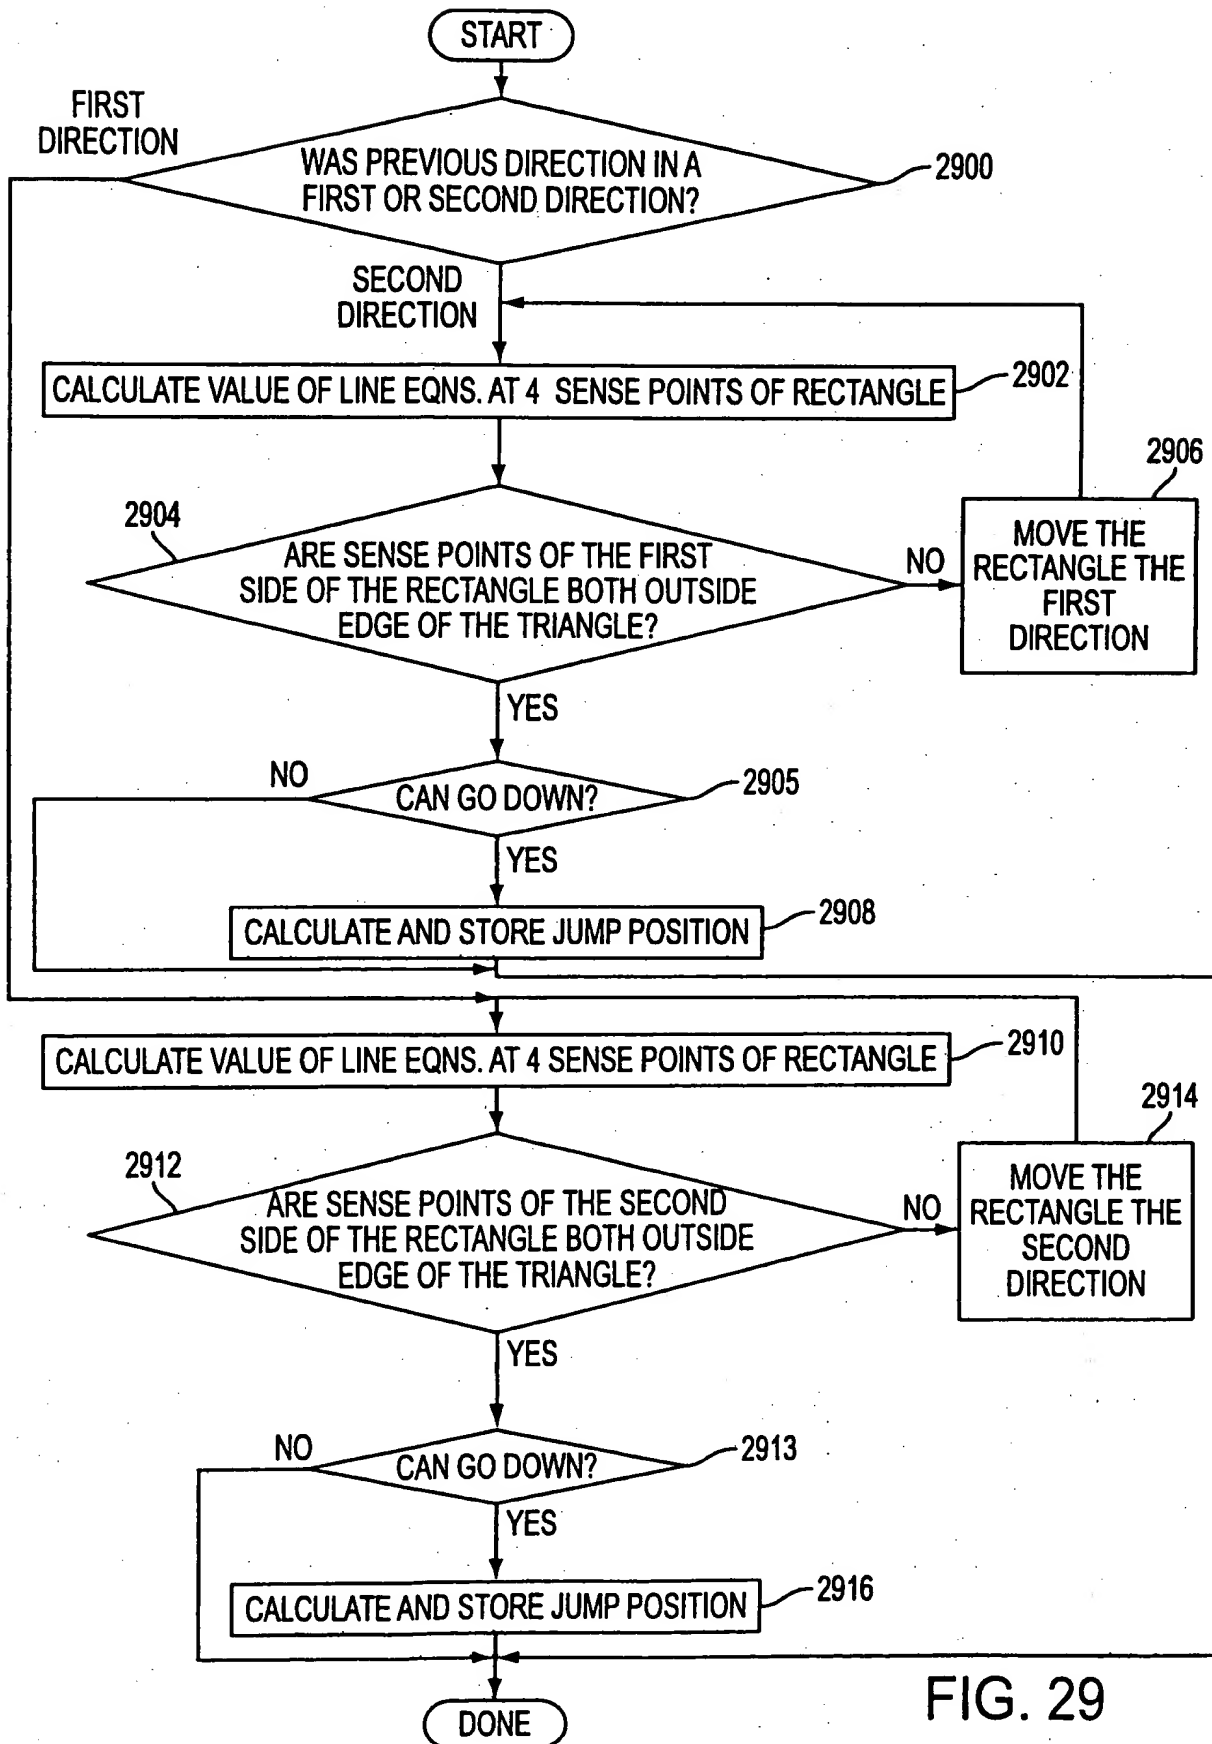 START
FIRST
DIRECTION
WAS PREVIOUS DIRECTION IN A
FIRST OR SECOND DIRECTION?
2900
SECOND
DIRECTION
CALCULATE VALUE OF LINE EQNS. AT 4 SENSE POINTS OF RECTANGLE
2902
2904
ARE SENSE POINTS OF THE FIRST
SIDE OF THE RECTANGLE BOTH OUTSIDE
EDGE OF THE TRIANGLE?
NO
2906
MOVE THE
RECTANGLE THE
FIRST
DIRECTION
YES
NO
CAN GO DOWN?
2905
YES
CALCULATE AND STORE JUMP POSITION
2908
CALCULATE VALUE OF LINE EQNS. AT 4 SENSE POINTS OF RECTANGLE
2910
2912
ARE SENSE POINTS OF THE SECOND
SIDE OF THE RECTANGLE BOTH OUTSIDE
EDGE OF THE TRIANGLE?
NO
2914
MOVE THE
RECTANGLE THE
SECOND
DIRECTION
YES
NO
CAN GO DOWN?
2913
YES
CALCULATE AND STORE JUMP POSITION
2916
DONE
FIG. 29